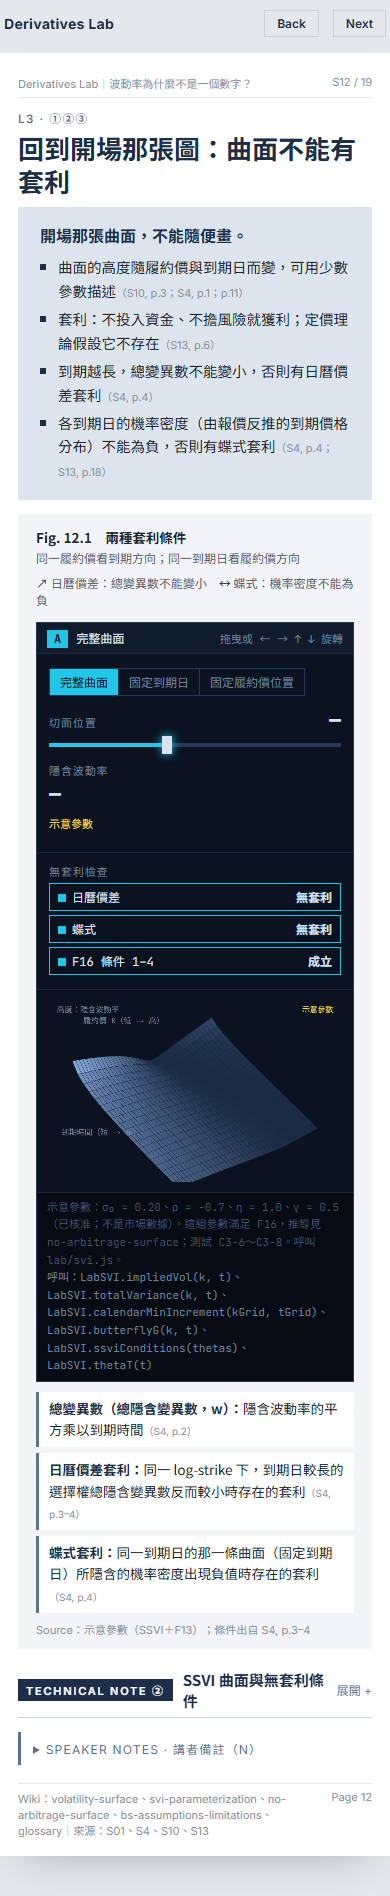 Derivatives Lab
Back
Next
Derivatives Lab｜波動率為什麼不是一個數字？
S12 / 19
L3 · ①②③
回到開場那張圖：曲面不能有
套利
開場那張曲面，不能隨便畫。
曲面的高度隨履約價與到期日而變，可用少數
參數描述（S10, p.3；S4, p.1；p.11）
套利：不投入資金、不擔風險就獲利；定價理
論假設它不存在（S13, p.6）
到期越長，總變異數不能變小，否則有日曆價
差套利（S4, p.4）
各到期日的機率密度（由報價反推的到期價格
分布）不能為負，否則有蝶式套利（S4, p.4；
S13, p.18）
Fig. 12.1　兩種套利條件
同一履約價看到期方向；同一到期日看履約價方向
↗ 日曆價差：總變異數不能變小　↔ 蝶式：機率密度不能為
負
A 完整曲面
拖曳或 ← → ↑ ↓ 旋轉
完整曲面
固定到期日
固定履約價位置
切面位置
—
隱含波動率
—
示意參數
無套利檢查
日曆價差
無套利
蝶式
無套利
F16 條件 1–4
成立
高度：隱含波動率
示意參數
履約價 K（低 → 高）
到期時間（短 →
示意參數：σ₀ = 0.20、ρ = -0.7、η = 1.0、γ = 0.5
（已核准；不是市場數據）。這組參數滿足 F16，推導見
no-arbitrage-surface；測試 C3-6～C3-8。呼叫
lab/svi.js。
呼叫：LabSVI.impliedVol(k, t)、
LabSVI.totalVariance(k, t)、
LabSVI.calendarMinIncrement(kGrid, tGrid)、
LabSVI.butterflyG(k, t)、
LabSVI.ssviConditions(thetas)、
LabSVI.thetaT(t)
總變異數（總隱含變異數，w）：隱含波動率的平
方乘以到期時間（S4, p.2）
日曆價差套利：同一 log-strike 下，到期日較長的
選擇權總隱含變異數反而較小時存在的套利（S4,
p.3–4）
蝶式套利：同一到期日的那一條曲面（固定到期
日）所隱含的機率密度出現負值時存在的套利
（S4, p.4）
Source：示意參數（SSVI＋F13）；條件出自 S4, p.3–4
TECHNICAL NOTE ②
SSVI 曲面與無套利條
件
展開 +
▶ SPEAKER NOTES · 講者備註（N）
Wiki：volatility-surface、svi-parameterization、no-
arbitrage-surface、bs-assumptions-limitations、
glossary｜來源：S01、S4、S10、S13
Page 12